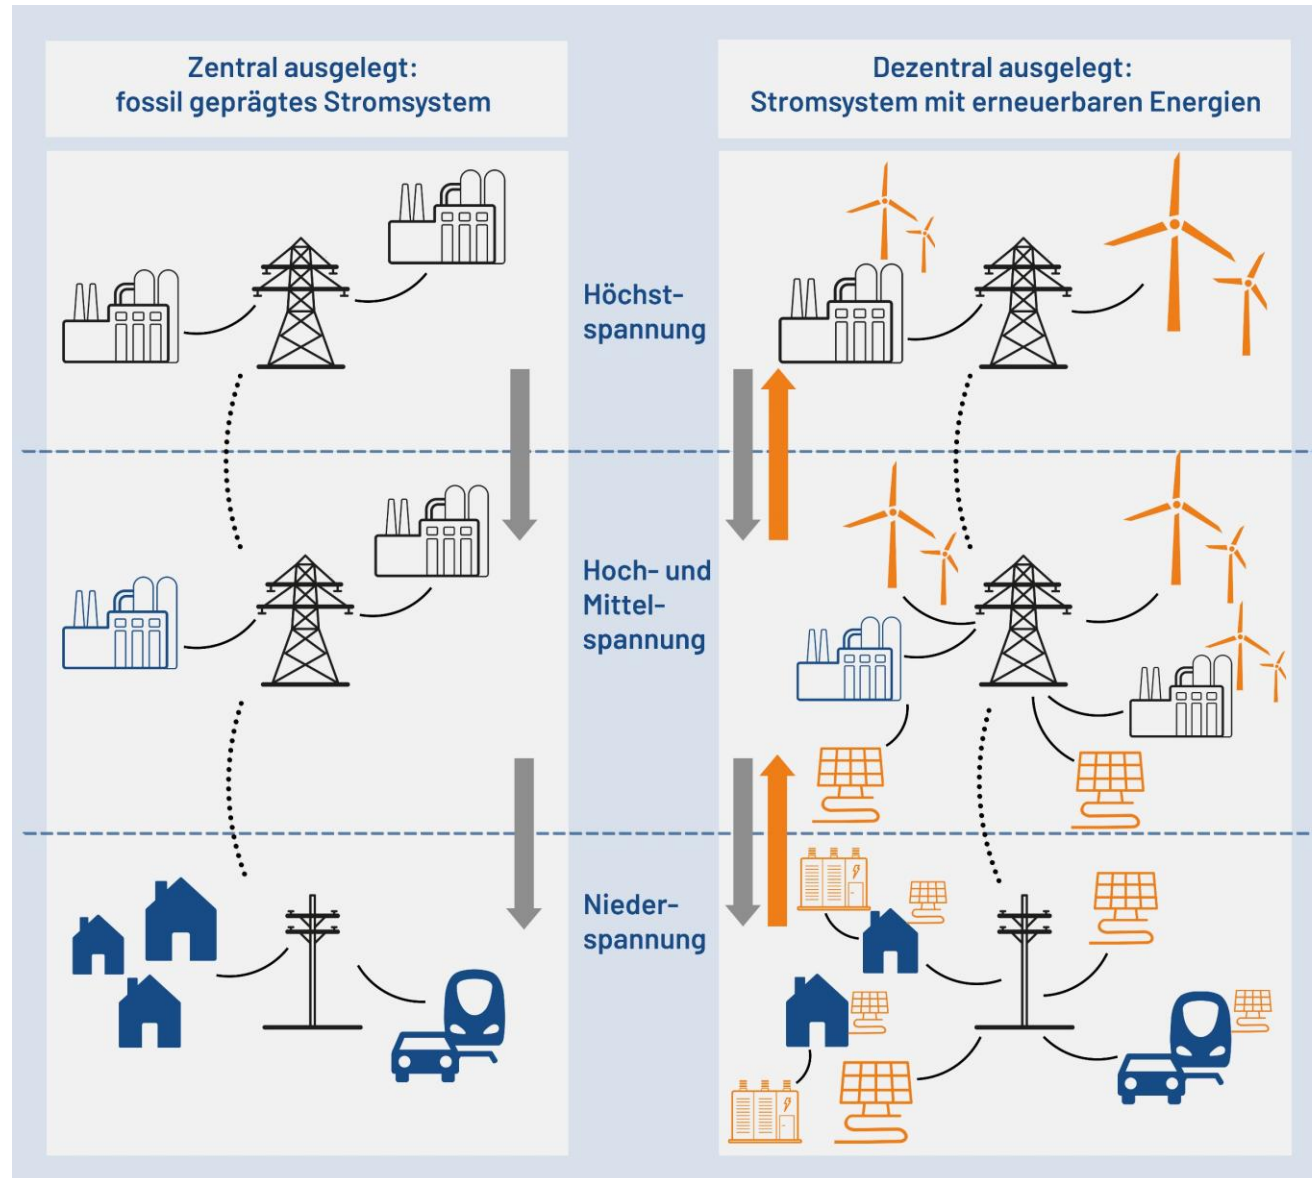 Zentral ausgelegt:
fossil geprägtes Stromsystem
Dezentral ausgelegt:
Stromsystem mit erneuerbaren Energien
Höchst-
spannung
Hoch- und
Mittel-
spannung
Nieder-
spannung